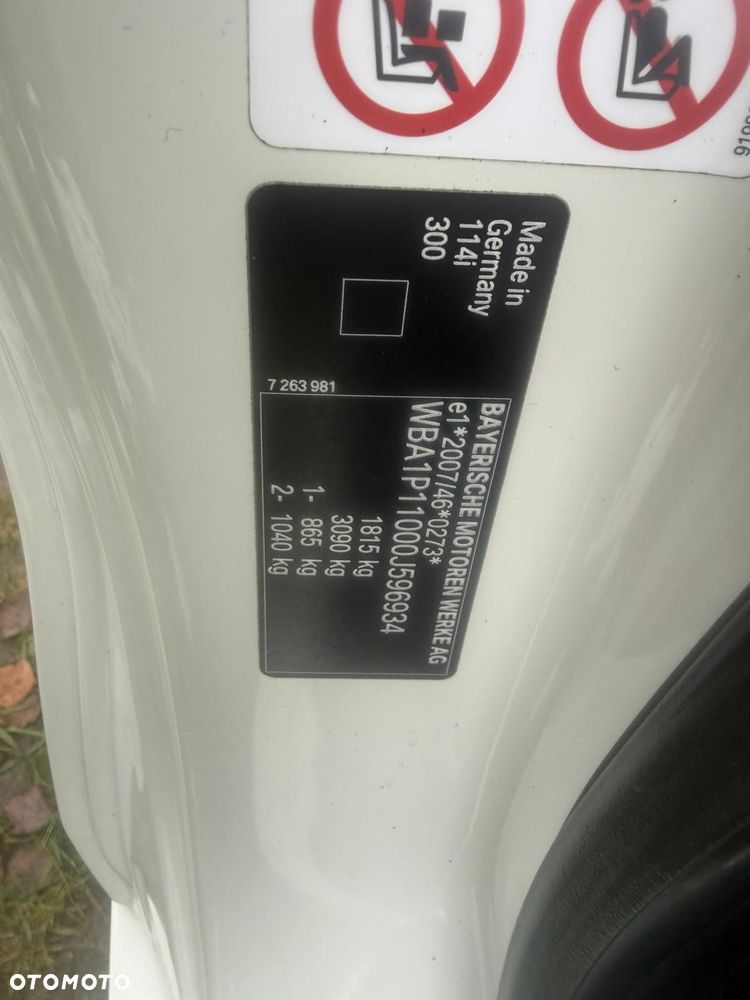 Made in
Germany
114i
300
7 263 981
BAYERISCHE MOTOREN WERKE AG
e1*2007/46*0273*
WBA1P11000J596934
1815 kg
3090 kg
1- 865 kg
2- 1040 kg
OTOMOTO